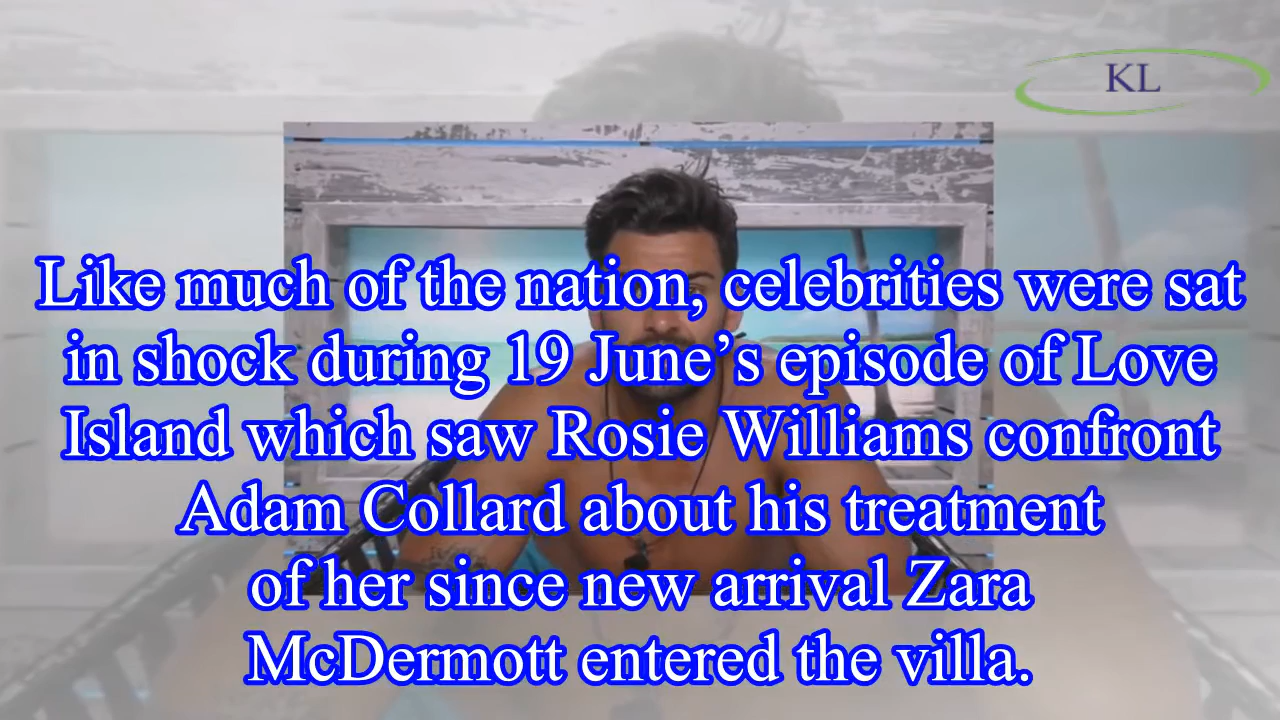 KL
Like much of the nation, celebrities were sat
in shock during 19 June’s episode of Love
Island which saw Rosie Williams confront
Adam Collard about his treatment
of her since new arrival Zara
McDermott entered the villa.